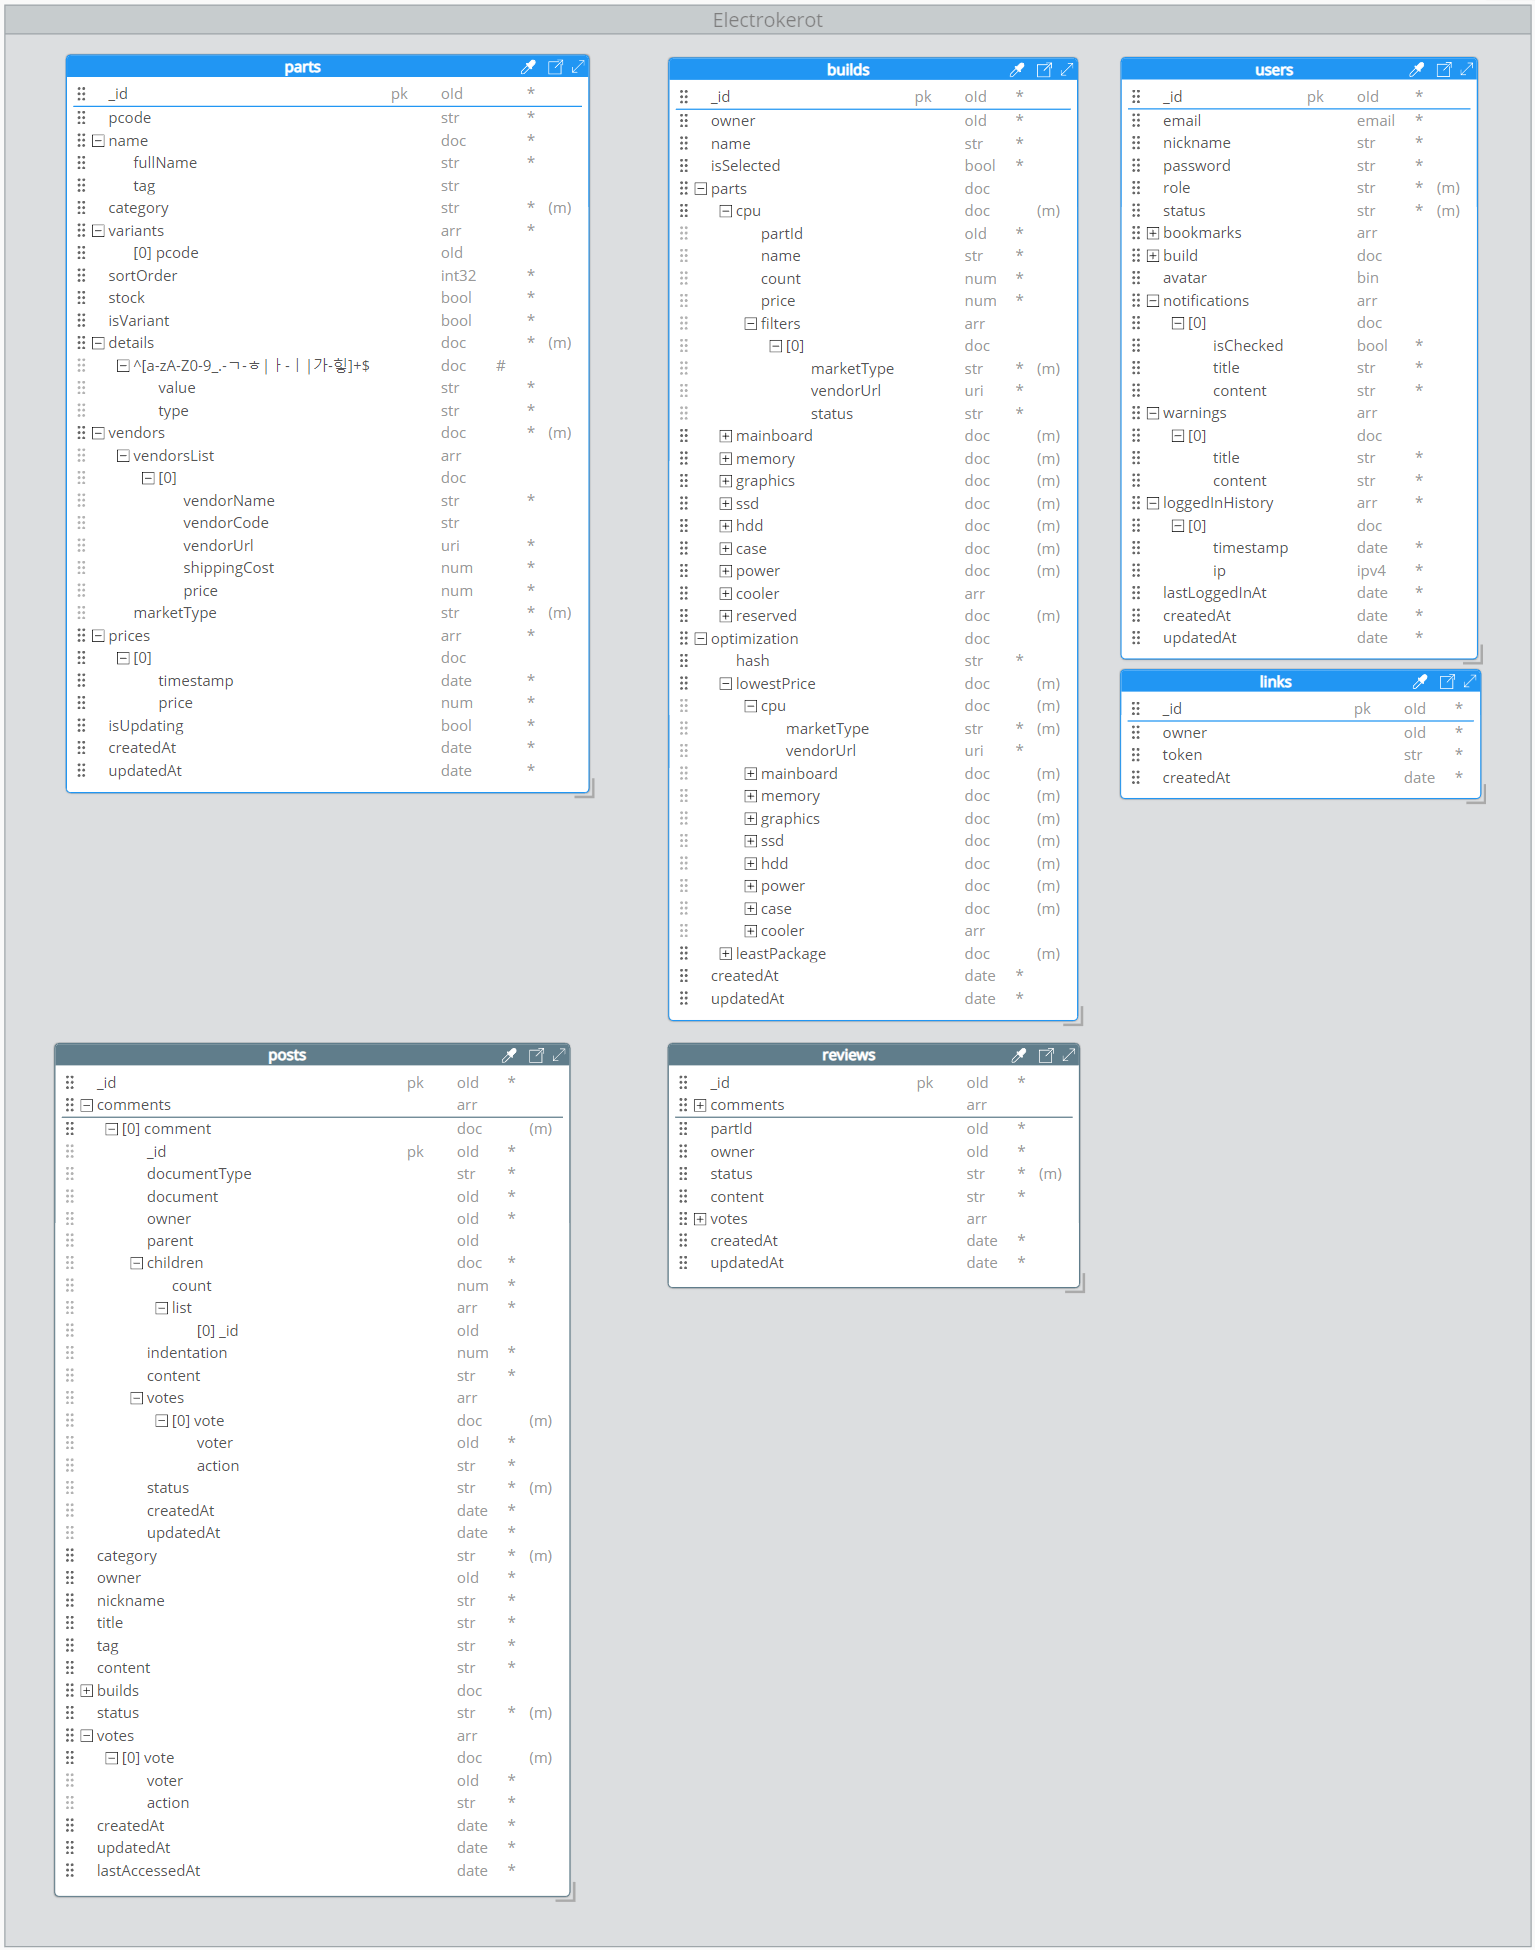 Electrokerot
parts
_id pk oId *
pcode str *
name doc *
fullName str *
tag str
category str * (m)
variants arr *
[0] pcode oId
sortOrder int32 *
stock bool *
isVariant bool *
details doc * (m)
^[a-zA-Z0-9_.-ㄱ-ㅎ|ㅏ-ㅣ|가-힣]+$ doc #
value str *
type str *
vendors doc * (m)
vendorsList arr
[0] doc
vendorName str *
vendorCode str
vendorUrl uri *
shippingCost num *
price num *
marketType str * (m)
prices arr *
[0] doc
timestamp date *
price num *
isUpdating bool *
createdAt date *
updatedAt date *
builds
_id pk oId *
owner oId *
name str *
isSelected bool *
parts doc
cpu doc (m)
partId oId *
name str *
count num *
price num *
filters arr
[0] doc
marketType str * (m)
vendorUrl uri *
status str *
mainboard doc (m)
memory doc (m)
graphics doc (m)
ssd doc (m)
hdd doc (m)
case doc (m)
power doc (m)
cooler arr
reserved doc (m)
optimization doc
hash str *
lowestPrice doc (m)
cpu doc (m)
marketType str * (m)
vendorUrl uri *
mainboard doc (m)
memory doc (m)
graphics doc (m)
ssd doc (m)
hdd doc (m)
power doc (m)
case doc (m)
cooler arr
leastPackage doc (m)
createdAt date *
updatedAt date *
users
_id pk oId *
email email *
nickname str *
password str *
role str * (m)
status str * (m)
bookmarks arr
build doc
avatar bin
notifications arr
[0] doc
isChecked bool *
title str *
content str *
warnings arr
[0] doc
title str *
content str *
loggedInHistory arr *
[0] doc
timestamp date *
ip ipv4 *
lastLoggedInAt date *
createdAt date *
updatedAt date *
links
_id pk oId *
owner oId *
token str *
createdAt date *
posts
_id pk oId *
comments arr
[0] comment doc (m)
_id pk oId *
documentType str *
document oId *
owner oId *
parent oId
children doc *
count num *
list arr *
[0] _id oId
indentation num *
content str *
votes arr
[0] vote doc (m)
voter oId *
action str *
status str * (m)
createdAt date *
updatedAt date *
category str * (m)
owner oId *
nickname str *
title str *
tag str *
content str *
builds doc
status str * (m)
votes arr
[0] vote doc (m)
voter oId *
action str *
createdAt date *
updatedAt date *
lastAccessedAt date *
reviews
_id pk oId *
comments arr
partId oId *
owner oId *
status str * (m)
content str *
votes arr
createdAt date *
updatedAt date *